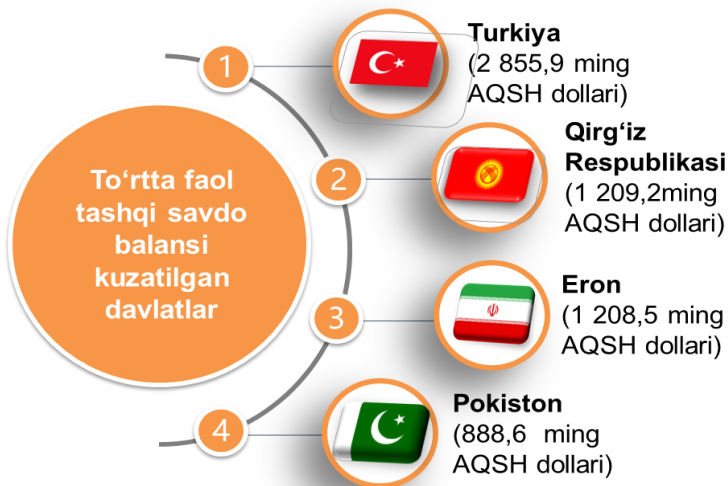 To‘rtta faol
tashqi savdo
balansi
kuzatilgan
davlatlar
1
Turkiya
(2 855,9 ming
AQSH dollari)
2
Qirg‘iz
Respublikasi
(1 209,2ming
AQSH dollari)
3
Eron
(1 208,5 ming
AQSH dollari)
4
Pokiston
(888,6 ming
AQSH dollari)